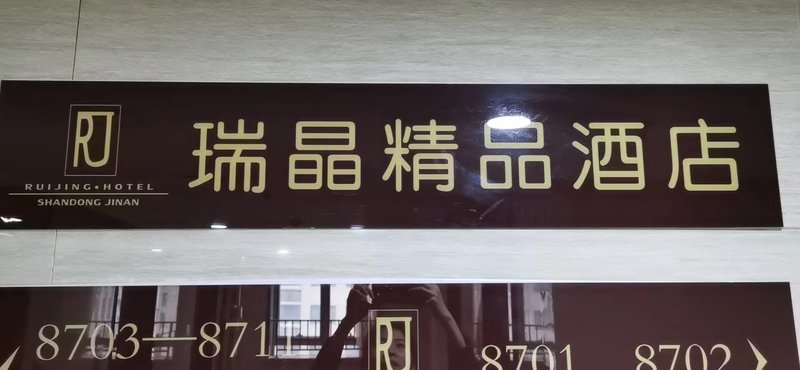 RJ
RUIJING·HOTEL
SHANDONG JINAN
瑞晶精品酒店
8703—8711
RJ
8701
8702